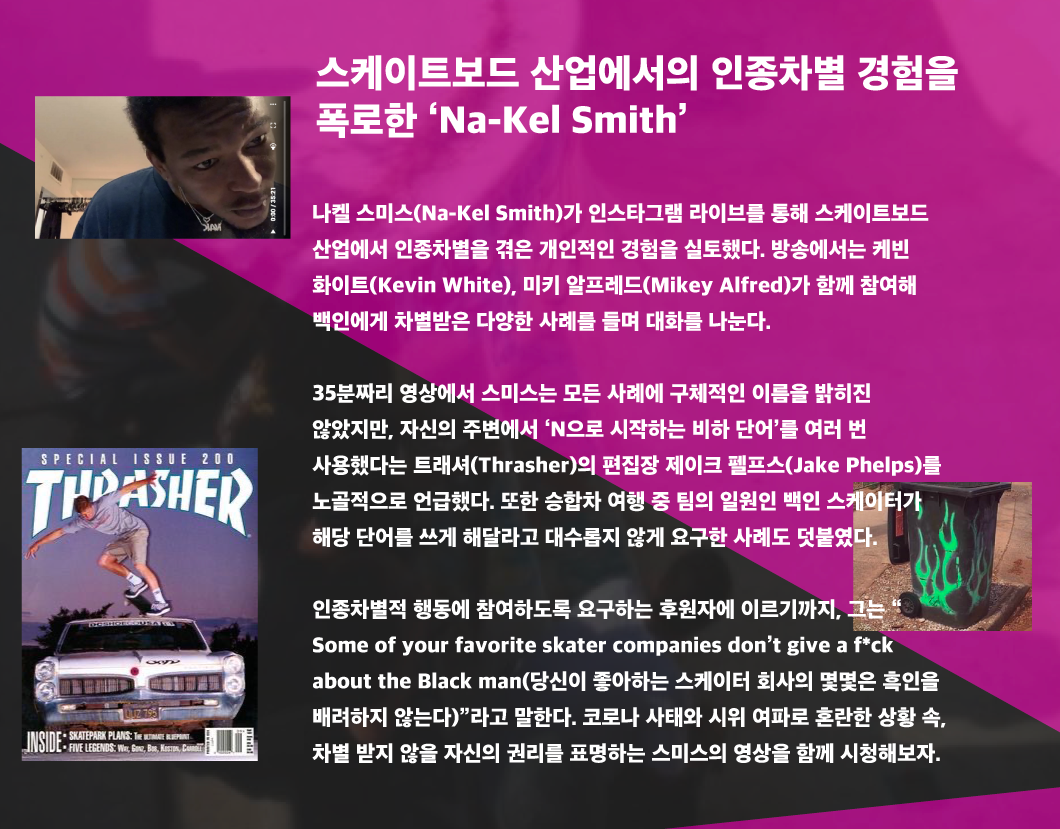 스케이트보드 산업에서의 인종차별 경험을
폭로한 ‘Na-Kel Smith’
0:00 / 35:21
나켈 스미스(Na-Kel Smith)가 인스타그램 라이브를 통해 스케이트보드
산업에서 인종차별을 겪은 개인적인 경험을 실토했다. 방송에서는 케빈
화이트(Kevin White), 미키 알프레드(Mikey Alfred)가 함께 참여해
백인에게 차별받은 다양한 사례를 들며 대화를 나눈다.
35분짜리 영상에서 스미스는 모든 사례에 구체적인 이름을 밝히진
않았지만, 자신의 주변에서 ‘N으로 시작하는 비하 단어’를 여러 번
사용했다는 트래셔(Thrasher)의 편집장 제이크 펠프스(Jake Phelps)를
노골적으로 언급했다. 또한 승합차 여행 중 팀의 일원인 백인 스케이터가
해당 단어를 쓰게 해달라고 대수롭지 않게 요구한 사례도 덧붙였다.
인종차별적 행동에 참여하도록 요구하는 후원자에 이르기까지, 그는 “
Some of your favorite skater companies don’t give a f*ck
about the Black man(당신이 좋아하는 스케이터 회사의 몇몇은 흑인을
배려하지 않는다)”라고 말한다. 코로나 사태와 시위 여파로 혼란한 상황 속,
차별 받지 않을 자신의 권리를 표명하는 스미스의 영상을 함께 시청해보자.
SPECIAL ISSUE 200
THRASHER
DCSHOECOUSA
INSIDE
SKATEPARK PLANS: THE ULTIMATE BLUEPRINT
FIVE LEGENDS: WAY, GONZ, BOB, KOSTON, CARROLL